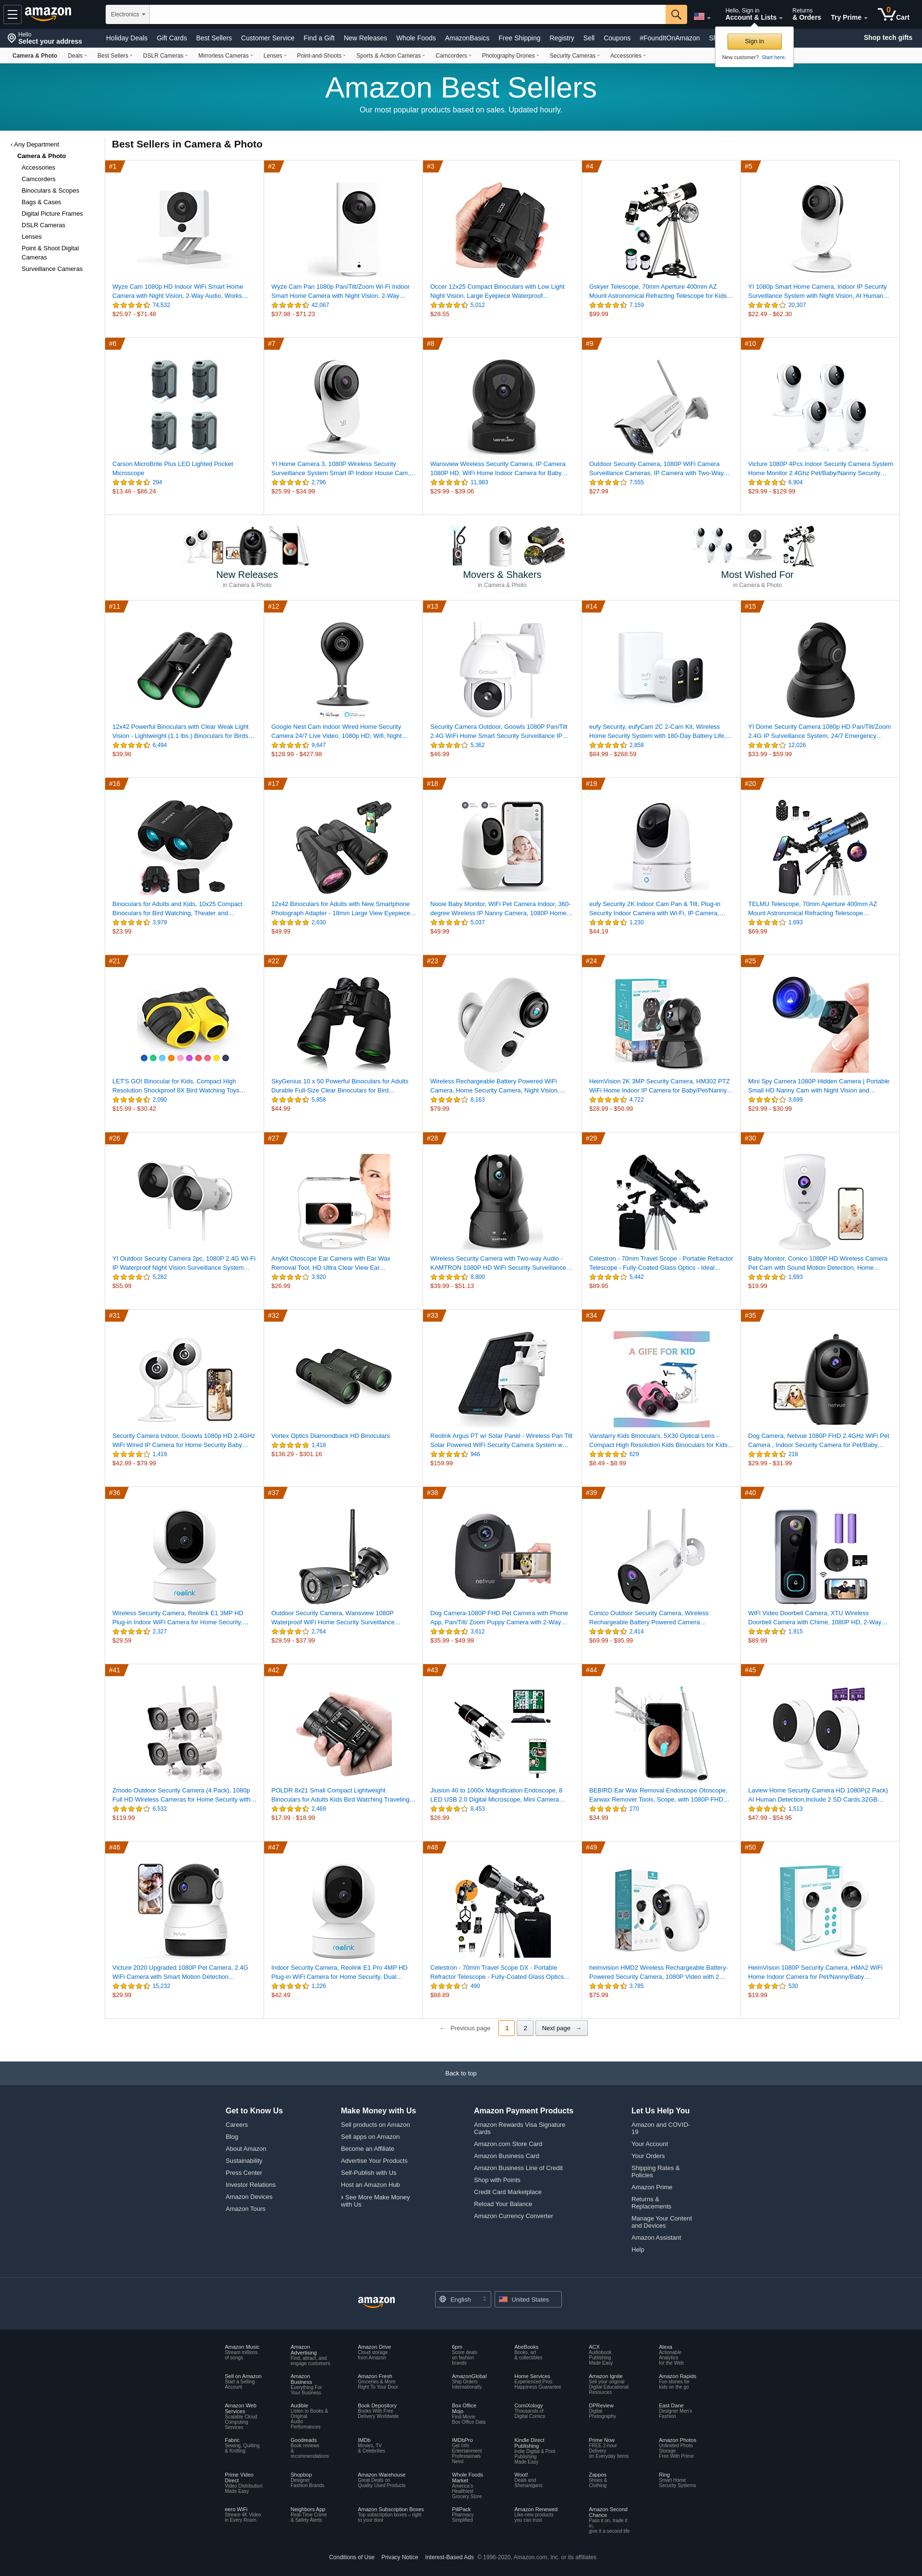 Hello
Select your address
amazon
Electronics
Hello, Sign in
Account & Lists
Returns
& Orders
Try Prime
0
Cart
Holiday Deals Gift Cards Best Sellers Customer Service Find a Gift New Releases Whole Foods AmazonBasics Free Shipping Registry Sell Coupons #FoundItOnAmazon
Shop tech gifts
Sign in
New customer? Start here.
Camera & Photo Deals Best Sellers DSLR Cameras Mirrorless Cameras Lenses Point-and-Shoots Sports & Action Cameras Camcorders Photography Drones Security Cameras Accessories
Amazon Best Sellers
Our most popular products based on sales. Updated hourly.
‹ Any Department
Camera & Photo
Accessories
Camcorders
Binoculars & Scopes
Bags & Cases
Digital Picture Frames
DSLR Cameras
Lenses
Point & Shoot Digital
Cameras
Surveillance Cameras
Best Sellers in Camera & Photo
#1
Wyze Cam 1080p HD Indoor WiFi Smart Home
Camera with Night Vision, 2-Way Audio, Works…
74,532
$25.97 - $71.48
#2
Wyze Cam Pan 1080p Pan/Tilt/Zoom Wi-Fi Indoor
Smart Home Camera with Night Vision, 2-Way…
42,067
$37.98 - $71.23
#3
Occer 12x25 Compact Binoculars with Low Light
Night Vision, Large Eyepiece Waterproof…
5,012
$28.55
#4
Gskyer Telescope, 70mm Aperture 400mm AZ
Mount Astronomical Refracting Telescope for Kids…
7,159
$99.99
#5
YI 1080p Smart Home Camera, Indoor IP Security
Surveillance System with Night Vision, AI Human…
20,307
$22.49 - $62.30
#6
Carson MicroBrite Plus LED Lighted Pocket
Microscope
294
$13.46 - $86.24
#7
YI Home Camera 3, 1080P Wireless Security
Surveillance System Smart IP Indoor House Cam,…
2,796
$25.99 - $34.99
#8
Wansview Wireless Security Camera, IP Camera
1080P HD, WiFi Home Indoor Camera for Baby…
11,983
$29.99 - $39.06
#9
Outdoor Security Camera, 1080P WiFi Camera
Surveillance Cameras, IP Camera with Two-Way…
7,555
$27.99
#10
Victure 1080P 4Pcs Indoor Security Camera System
Home Monitor 2.4Ghz Pet/Baby/Nanny Security…
6,904
$29.99 - $129.99
New Releases
in Camera & Photo
Movers & Shakers
in Camera & Photo
Most Wished For
in Camera & Photo
#11
12x42 Powerful Binoculars with Clear Weak Light
Vision - Lightweight (1.1 lbs.) Binoculars for Birds…
6,494
$39.96
#12
Google Nest Cam Indoor Wired Home Security
Camera 24/7 Live Video, 1080p HD, Wifi, Night…
9,647
$128.99 - $427.98
#13
Security Camera Outdoor, Goowls 1080P Pan/Tilt
2.4G WiFi Home Smart Security Surveillance IP…
5,362
$46.99
#14
eufy Security, eufyCam 2C 2-Cam Kit, Wireless
Home Security System with 180-Day Battery Life,…
2,858
$84.99 - $268.59
#15
YI Dome Security Camera 1080p HD Pan/Tilt/Zoom
2.4G IP Surveillance System, 24/7 Emergency…
12,026
$33.99 - $59.99
#16
Binoculars for Adults and Kids, 10x25 Compact
Binoculars for Bird Watching, Theater and…
3,979
$23.99
#17
12x42 Binoculars for Adults with New Smartphone
Photograph Adapter - 18mm Large View Eyepiece…
2,630
$49.99
#18
Nooie Baby Monitor, WiFi Pet Camera Indoor, 360-
degree Wireless IP Nanny Camera, 1080P Home…
5,037
$49.99
#19
eufy Security 2K Indoor Cam Pan & Tilt, Plug-in
Security Indoor Camera with Wi-Fi, IP Camera,…
1,230
$44.19
#20
TELMU Telescope, 70mm Aperture 400mm AZ
Mount Astronomical Refracting Telescope…
1,693
$69.99
#21
LET'S GO! Binocular for Kids, Compact High
Resolution Shockproof 8X Bird Watching Toys…
2,090
$15.99 - $30.42
#22
SkyGenius 10 x 50 Powerful Binoculars for Adults
Durable Full-Size Clear Binoculars for Bird…
5,858
$44.99
#23
Wireless Rechargeable Battery Powered WiFi
Camera, Home Security Camera, Night Vision,…
8,163
$79.99
#24
HeimVision 2K 3MP Security Camera, HM302 PTZ
WiFi Home Indoor IP Camera for Baby/Pet/Nanny…
4,722
$28.99 - $50.99
#25
Mini Spy Camera 1080P Hidden Camera | Portable
Small HD Nanny Cam with Night Vision and…
3,699
$29.99 - $30.99
#26
YI Outdoor Security Camera 2pc, 1080P 2.4G Wi-Fi
IP Waterproof Night Vision Surveillance System…
5,282
$55.99
#27
Anykit Otoscope Ear Camera with Ear Wax
Removal Tool, HD Ultra Clear View Ear…
3,920
$26.99
#28
Wireless Security Camera with Two-way Audio -
KAMTRON 1080P HD WiFi Security Surveillance…
8,800
$39.99 - $51.13
#29
Celestron - 70mm Travel Scope - Portable Refractor
Telescope - Fully-Coated Glass Optics - Ideal…
5,442
$89.95
#30
Baby Monitor, Conico 1080P HD Wireless Camera
Pet Cam with Sound Motion Detection, Home…
1,693
$19.99
#31
Security Camera Indoor, Goowls 1080p HD 2.4GHz
WiFi Wired IP Camera for Home Security Baby…
1,419
$42.99 - $79.99
#32
Vortex Optics Diamondback HD Binoculars
1,418
$136.29 - $301.16
#33
Reolink Argus PT w/ Solar Panel - Wireless Pan Tilt
Solar Powered WiFi Security Camera System w…
946
$159.99
#34
A GIFE FOR KID
Vanstarry Kids Binoculars, 5X30 Optical Lens -
Compact High Resolution Kids Binoculars for Kids…
629
$8.49 - $8.99
#35
netvue
Dog Camera, Netvue 1080P FHD 2.4GHz WiFi Pet
Camera , Indoor Security Camera for Pet/Baby…
218
$29.99 - $31.99
#36
reolink
Wireless Security Camera, Reolink E1 3MP HD
Plug-in Indoor WiFi Camera for Home Security,…
2,327
$29.59
#37
Outdoor Security Camera, Wansview 1080P
Waterproof WiFi Home Security Surveillance…
2,764
$29.59 - $37.99
#38
netvue
Dog Camera-1080P FHD Pet Camera with Phone
App, Pan/Tilt/ Zoom Puppy Camera with 2-Way…
3,612
$35.99 - $49.99
#39
Conico Outdoor Security Camera, Wireless
Rechargeable Battery Powered Camera…
2,414
$69.99 - $95.99
#40
WiFi Video Doorbell Camera, XTU Wireless
Doorbell Camera with Chime, 1080P HD, 2-Way…
1,915
$89.99
#41
Zmodo Outdoor Security Camera (4 Pack), 1080p
Full HD Wireless Cameras for Home Security with…
6,532
$119.99
#42
POLDR 8x21 Small Compact Lightweight
Binoculars for Adults Kids Bird Watching Traveling…
2,469
$17.99 - $18.99
#43
Jiusion 40 to 1000x Magnification Endoscope, 8
LED USB 2.0 Digital Microscope, Mini Camera…
8,453
$26.99
#44
BEBIRD Ear Wax Removal Endoscope Otoscope,
Earwax Remover Tools, Scope, with 1080P FHD…
270
$34.99
#45
Laview Home Security Camera HD 1080P(2 Pack)
AI Human Detection,Include 2 SD Cards,32GB…
1,513
$47.99 - $54.95
#46
Victure 2020 Upgraded 1080P Pet Camera, 2.4G
WiFi Camera with Smart Motion Detection…
15,232
$29.99
#47
reolink
Indoor Security Camera, Reolink E1 Pro 4MP HD
Plug-in WiFi Camera for Home Security, Dual…
1,226
$42.49
#48
Celestron - 70mm Travel Scope DX - Portable
Refractor Telescope - Fully-Coated Glass Optics…
490
$88.89
#49
heimvision HMD2 Wireless Rechargeable Battery-
Powered Security Camera, 1080P Video with 2…
3,785
$75.99
#50
HeimVision 1080P Security Camera, HMA2 WiFi
Home Indoor Camera for Pet/Nanny/Baby…
530
$19.99
← Previous page 1 2 Next page →
Back to top
Get to Know Us
Careers
Blog
About Amazon
Sustainability
Press Center
Investor Relations
Amazon Devices
Amazon Tours
Make Money with Us
Sell products on Amazon
Sell apps on Amazon
Become an Affiliate
Advertise Your Products
Self-Publish with Us
Host an Amazon Hub
› See More Make Money
with Us
Amazon Payment Products
Amazon Rewards Visa Signature
Cards
Amazon.com Store Card
Amazon Business Card
Amazon Business Line of Credit
Shop with Points
Credit Card Marketplace
Reload Your Balance
Amazon Currency Converter
Let Us Help You
Amazon and COVID-
19
Your Account
Your Orders
Shipping Rates &
Policies
Amazon Prime
Returns &
Replacements
Manage Your Content
and Devices
Amazon Assistant
Help
amazon
English
United States
Amazon Music
Stream millions
of songs
Amazon
Advertising
Find, attract, and
engage customers
Amazon Drive
Cloud storage
from Amazon
6pm
Score deals
on fashion
brands
AbeBooks
Books, art
& collectibles
ACX
Audiobook
Publishing
Made Easy
Alexa
Actionable
Analytics
for the Web
Sell on Amazon
Start a Selling
Account
Amazon
Business
Everything For
Your Business
Amazon Fresh
Groceries & More
Right To Your Door
AmazonGlobal
Ship Orders
Internationally
Home Services
Experienced Pros
Happiness Guarantee
Amazon Ignite
Sell your original
Digital Educational
Resources
Amazon Rapids
Fun stories for
kids on the go
Amazon Web
Services
Scalable Cloud
Computing
Services
Audible
Listen to Books &
Original
Audio
Performances
Book Depository
Books With Free
Delivery Worldwide
Box Office
Mojo
Find Movie
Box Office Data
ComiXology
Thousands of
Digital Comics
DPReview
Digital
Photography
East Dane
Designer Men's
Fashion
Fabric
Sewing, Quilting
& Knitting
Goodreads
Book reviews
&
recommendations
IMDb
Movies, TV
& Celebrities
IMDbPro
Get Info
Entertainment
Professionals
Need
Kindle Direct
Publishing
Indie Digital & Print
Publishing
Made Easy
Prime Now
FREE 2-hour
Delivery
on Everyday Items
Amazon Photos
Unlimited Photo
Storage
Free With Prime
Prime Video
Direct
Video Distribution
Made Easy
Shopbop
Designer
Fashion Brands
Amazon Warehouse
Great Deals on
Quality Used Products
Whole Foods
Market
America's
Healthiest
Grocery Store
Woot!
Deals and
Shenanigans
Zappos
Shoes &
Clothing
Ring
Smart Home
Security Systems
eero WiFi
Stream 4K Video
in Every Room
Neighbors App
Real-Time Crime
& Safety Alerts
Amazon Subscription Boxes
Top subscription boxes – right
to your door
PillPack
Pharmacy
Simplified
Amazon Renewed
Like-new products
you can trust
Amazon Second
Chance
Pass it on, trade it
in,
give it a second life
Conditions of Use Privacy Notice Interest-Based Ads © 1996-2020, Amazon.com, Inc. or its affiliates